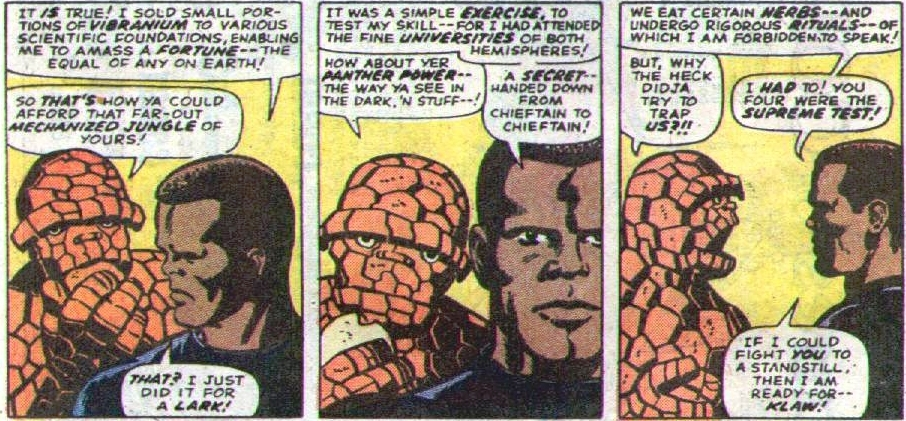 IT IS TRUE! I SOLD SMALL POR-
TIONS OF VIBRANIUM TO VARIOUS
SCIENTIFIC FOUNDATIONS, ENABLING
ME TO AMASS A FORTUNE--THE
EQUAL OF ANY ON EARTH!
SO THAT'S HOW YA COULD
AFFORD THAT FAR-OUT
MECHANIZED JUNGLE OF
YOURS!
THAT? I JUST
DID IT FOR
A LARK!
IT WAS A SIMPLE EXERCISE, TO
TEST MY SKILL--FOR I HAD ATTENDED
THE FINE UNIVERSITIES OF BOTH
HEMISPHERES!
HOW ABOUT YER
PANTHER POWER--
THE WAY YA SEE IN
THE DARK, 'N STUFF--!
A SECRET--
HANDED DOWN
FROM
CHIEFTAIN TO
CHIEFTAIN!
WE EAT CERTAIN HERBS--AND
UNDERGO RIGOROUS RITUALS--OF
WHICH I AM FORBIDDEN TO SPEAK!
BUT, WHY
THE HECK
DIDJA
TRY TO
TRAP
US?!!
I HAD TO! YOU
FOUR WERE THE
SUPREME TEST!
IF I COULD
FIGHT YOU TO
A STANDSTILL,
THEN I AM
READY FOR--
KLAW!